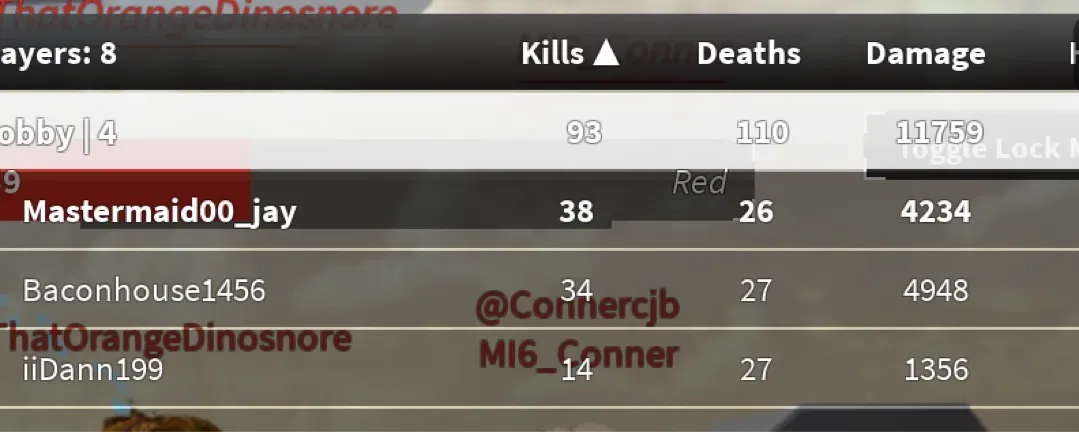 ThatOrangeDinosnore
ayers: 8 Kills ▲ Deaths Damage H
obby | 4 93 110 11759
Toggle Lock M
9 Red
Mastermaid00_jay 38 26 4234
Baconhouse1456 34 27 4948
@Connercjb
hatOrangeDinosnore
MI6_Conner
iiDann199 14 27 1356